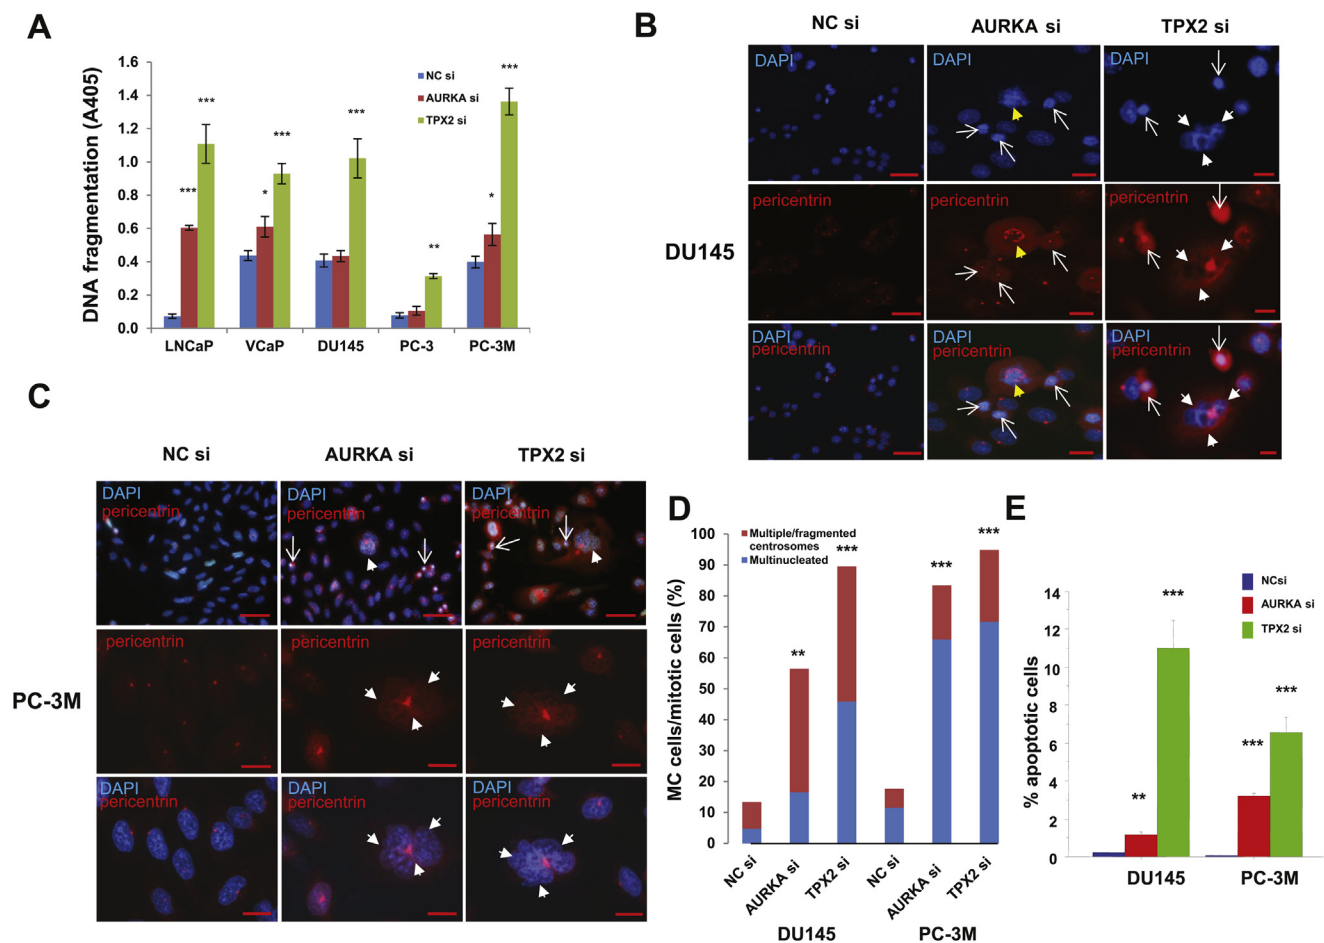 A
DNA fragmentation (A405)
1.6
1.4
1.2
1.0
0.8
0.6
0.4
0.2
0.0
NC si
AURKA si
TPX2 si
*** ***
* ***
***
**
* ***
LNCaP VCaP DU145 PC-3 PC-3M
B
NC si AURKA si TPX2 si
DU145
DAPI DAPI DAPI
pericentrin pericentrin pericentrin
DAPI DAPI DAPI
pericentrin pericentrin pericentrin
C
NC si AURKA si TPX2 si
PC-3M
DAPI DAPI DAPI
pericentrin pericentrin pericentrin
pericentrin pericentrin pericentrin
DAPI DAPI DAPI
pericentrin pericentrin pericentrin
D
MC cells/mitotic cells (%)
100
90
80
70
60
50
40
30
20
10
0
Multiple/fragmented
centrosomes
Multinucleated
** *** *** ***
NC si AURKA si TPX2 si NC si AURKA si TPX2 si
DU145 PC-3M
E
% apoptotic cells
14
12
10
8
6
4
2
0
NCsi
AURKA si
TPX2 si
** *** *** ***
DU145 PC-3M